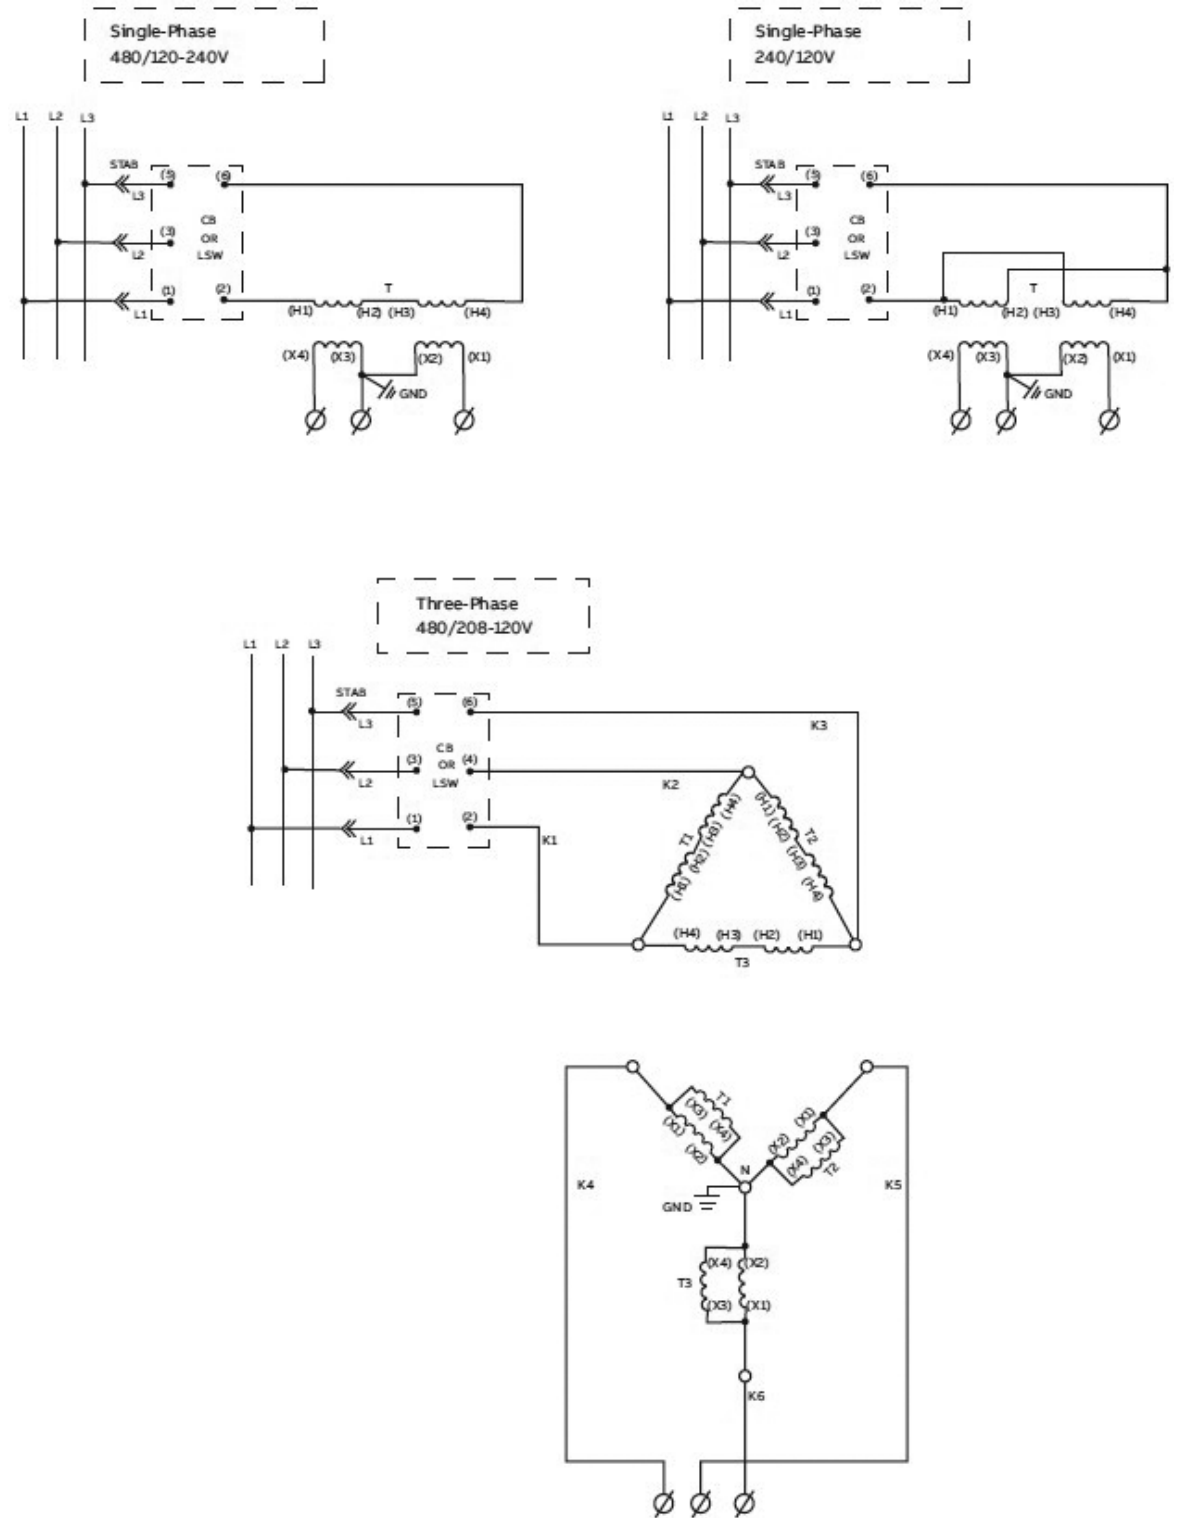 Single-Phase
480/120-240V
L1 L2 L3
STAB (5) (6)
L3
CB
(3) OR
L2 LSW
(1) (2) T
L1 (H1) (H2) (H3) (H4)
(X4) (X3) (X2) (X1)
GND
Single-Phase
240/120V
L1 L2 L3
STAB (5) (6)
L3
CB
(3) OR
L2 LSW
(1) (2) T
L1 (H1) (H2) (H3) (H4)
(X4) (X3) (X2) (X1)
GND
Three-Phase
480/208-120V
L1 L2 L3
STAB (5) (6)
L3 K3
CB
(3) OR (4)
L2 LSW K2
(1) (2)
L1 K1
T1 (H1) (H2) (H3) (H4)
(H1) (H2) (H3) (H4) T2
(H4) (H3) (H2) (H1)
T3
T1
(X3) (X4)
(X1) (X2)
(X2) (X1)
(X4) (X3)
T2
N
K4 K5
GND
(X4) (X2)
T3
(X3) (X1)
K6